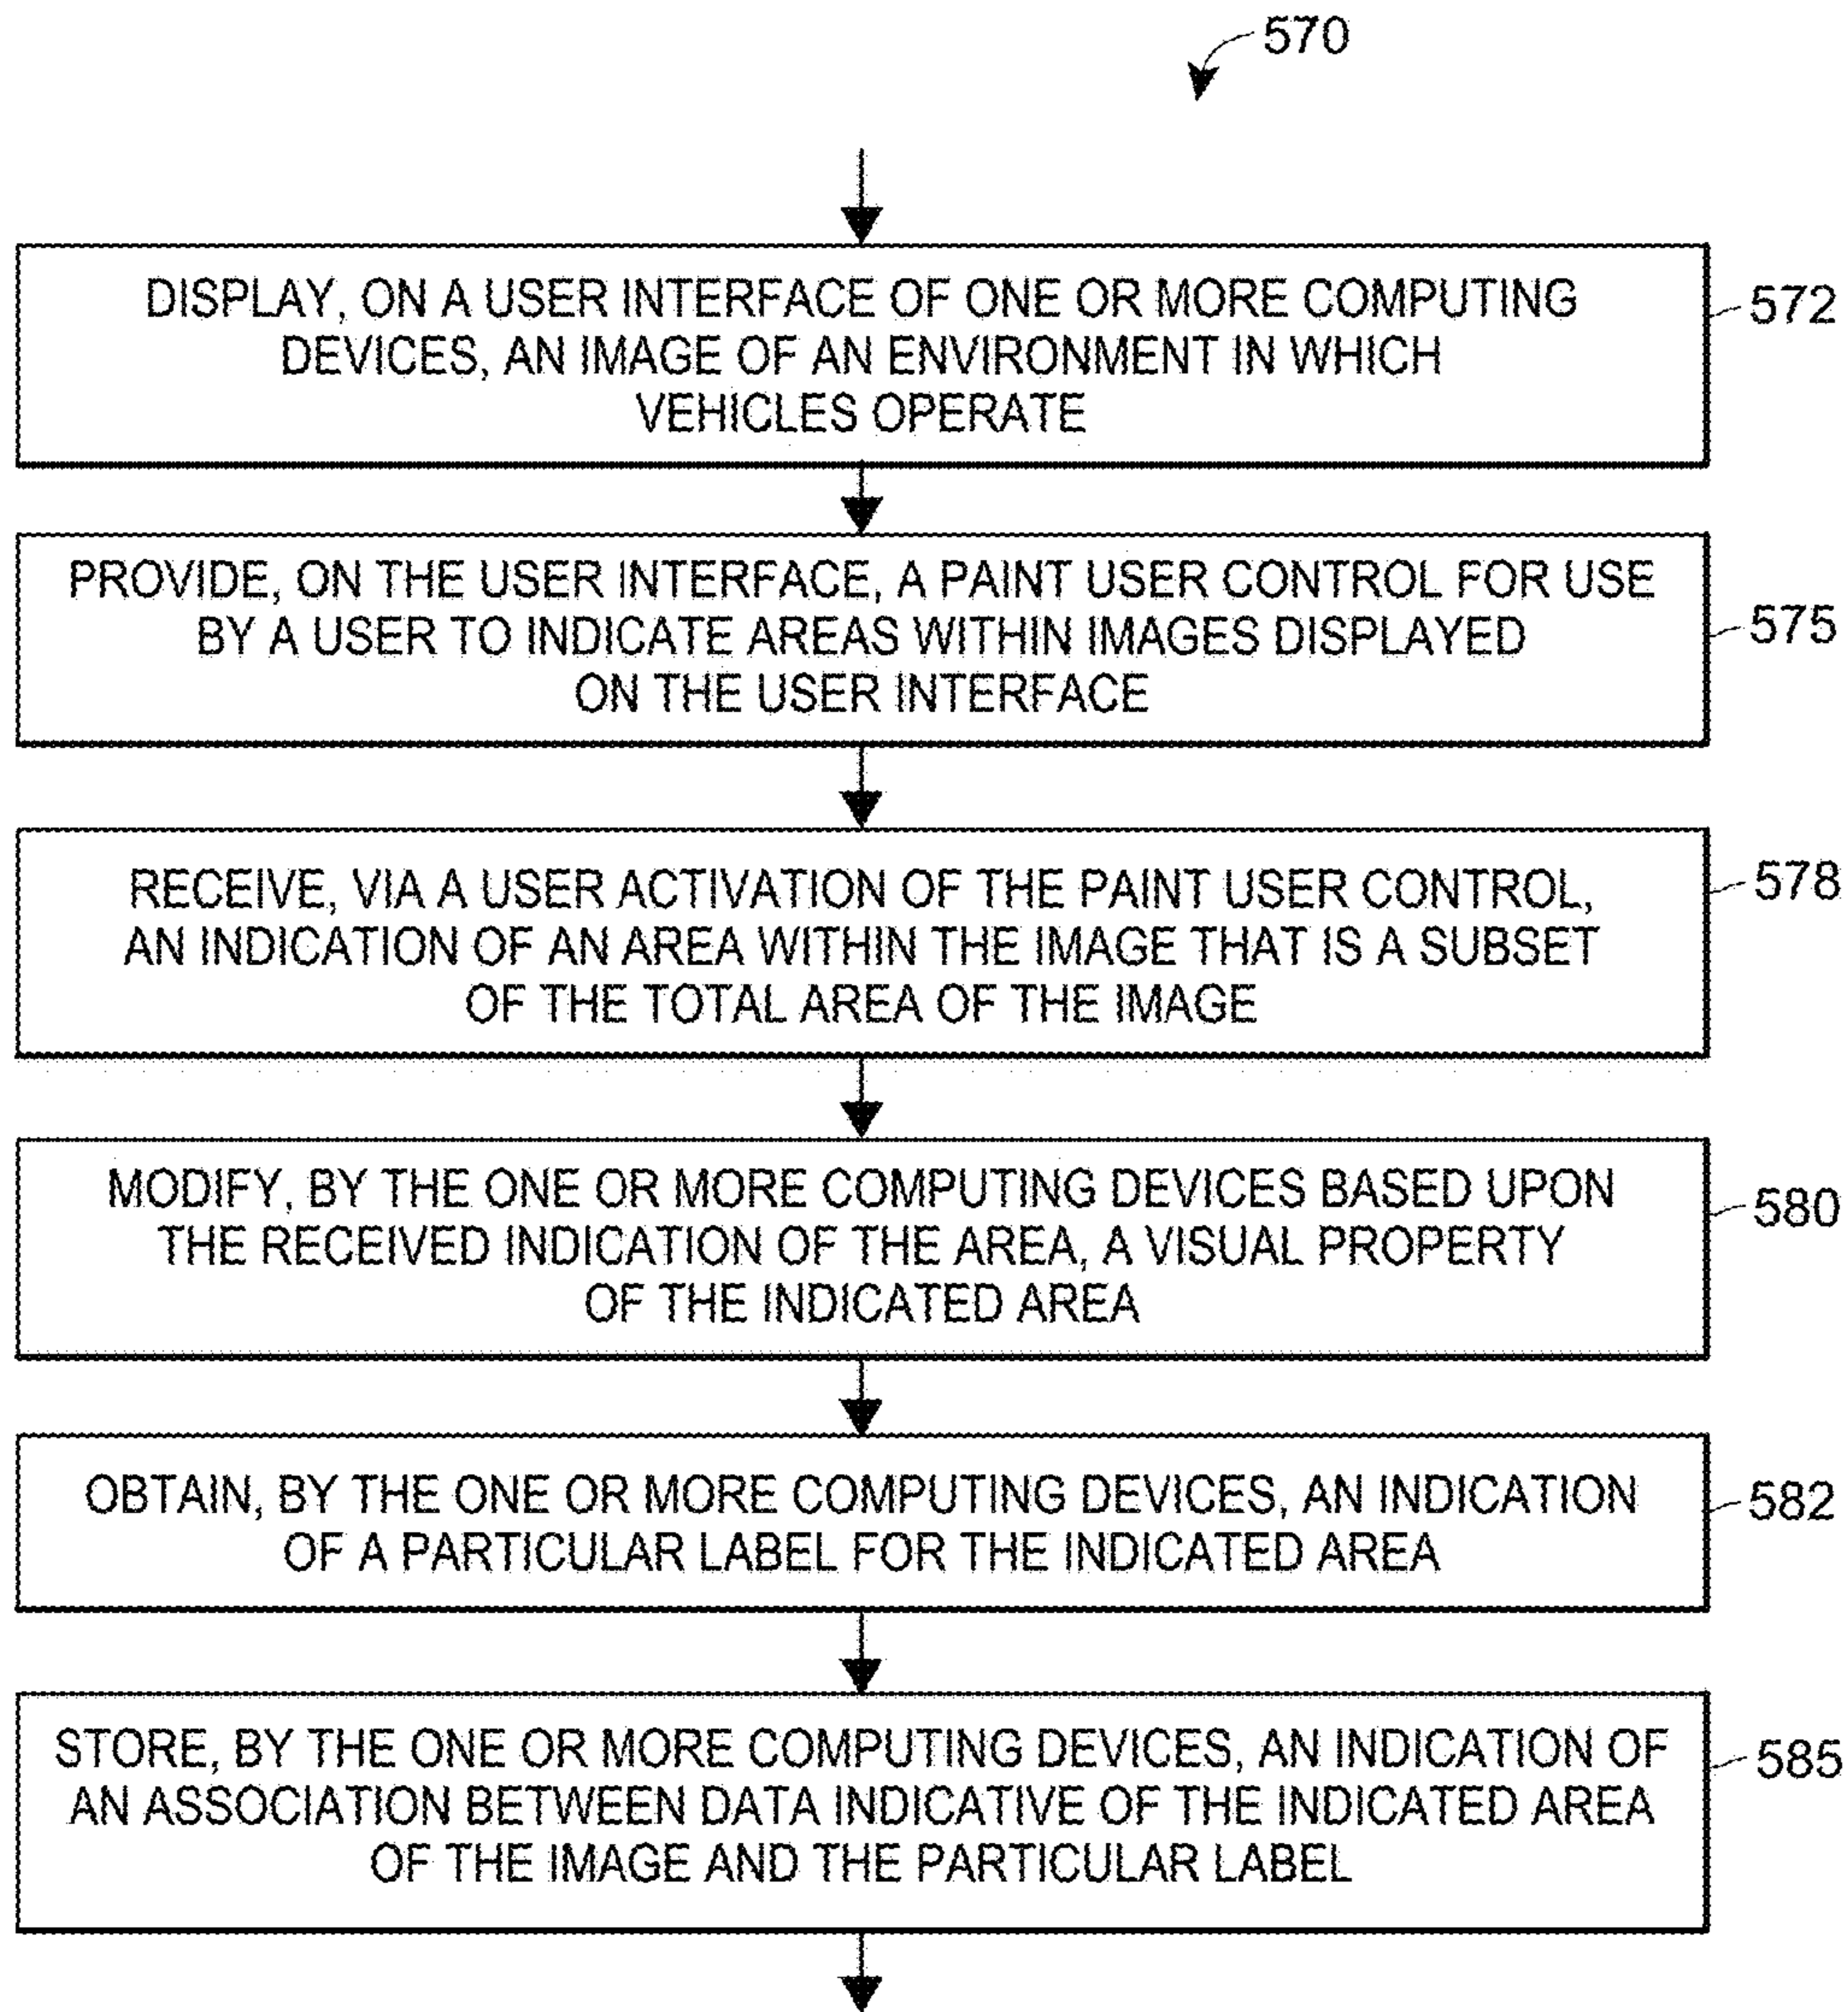 570
DISPLAY, ON A USER INTERFACE OF ONE OR MORE COMPUTING
DEVICES, AN IMAGE OF AN ENVIRONMENT IN WHICH
VEHICLES OPERATE
572
PROVIDE, ON THE USER INTERFACE, A PAINT USER CONTROL FOR USE
BY A USER TO INDICATE AREAS WITHIN IMAGES DISPLAYED
ON THE USER INTERFACE
575
RECEIVE, VIA A USER ACTIVATION OF THE PAINT USER CONTROL,
AN INDICATION OF AN AREA WITHIN THE IMAGE THAT IS A SUBSET
OF THE TOTAL AREA OF THE IMAGE
578
MODIFY, BY THE ONE OR MORE COMPUTING DEVICES BASED UPON
THE RECEIVED INDICATION OF THE AREA, A VISUAL PROPERTY
OF THE INDICATED AREA
580
OBTAIN, BY THE ONE OR MORE COMPUTING DEVICES, AN INDICATION
OF A PARTICULAR LABEL FOR THE INDICATED AREA
582
STORE, BY THE ONE OR MORE COMPUTING DEVICES, AN INDICATION OF
AN ASSOCIATION BETWEEN DATA INDICATIVE OF THE INDICATED AREA
OF THE IMAGE AND THE PARTICULAR LABEL
585